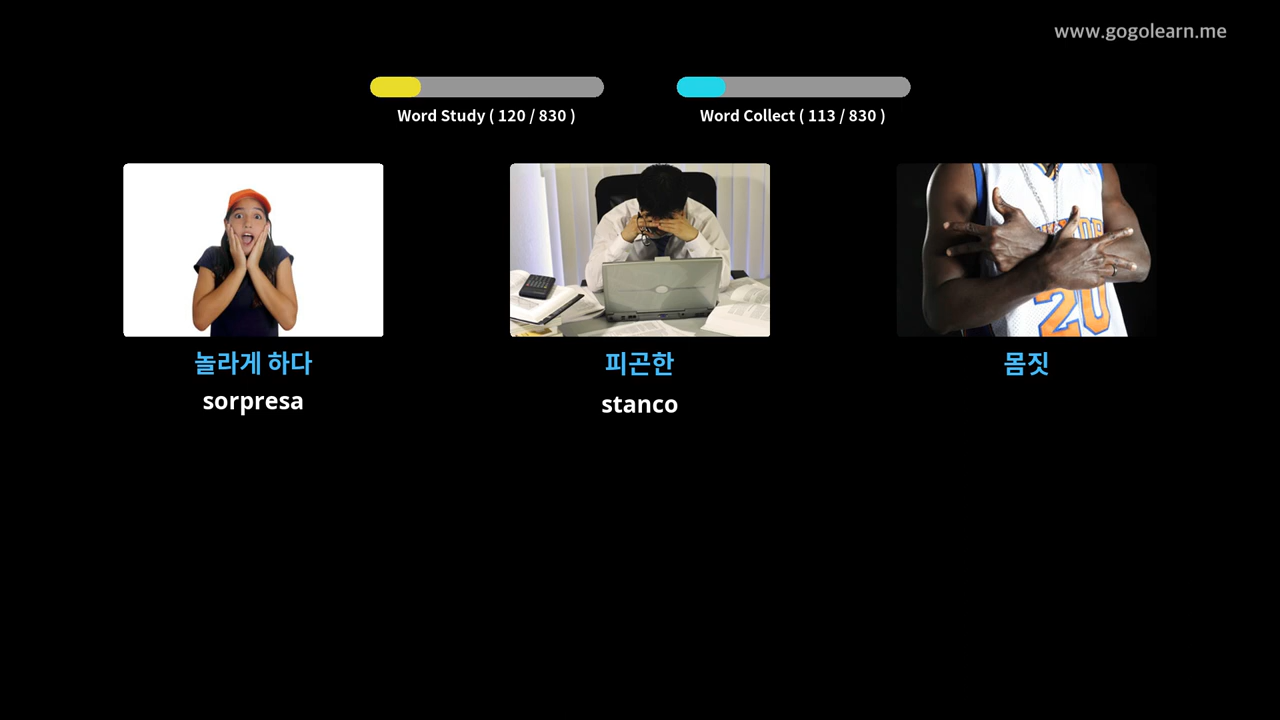 www.gogolearn.me
Word Study ( 120 / 830 )
Word Collect ( 113 / 830 )
놀라게 하다
sorpresa
피곤한
stanco
몸짓
20